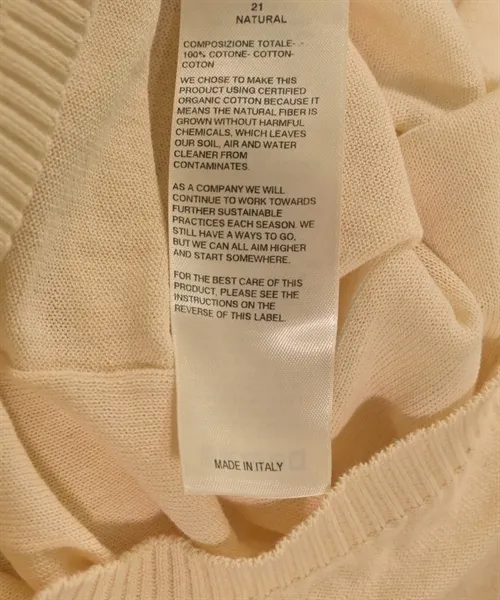 21
NATURAL
COMPOSIZIONE TOTALE- -
100% COTONE- COTTON-
COTON
WE CHOSE TO MAKE THIS
PRODUCT USING CERTIFIED
ORGANIC COTTON BECAUSE IT
MEANS THE NATURAL FIBER IS
GROWN WITHOUT HARMFUL
CHEMICALS, WHICH LEAVES
OUR SOIL, AIR AND WATER
CLEANER FROM
CONTAMINATES.
AS A COMPANY WE WILL
CONTINUE TO WORK TOWARDS
FURTHER SUSTAINABLE
PRACTICES EACH SEASON. WE
STILL HAVE A WAYS TO GO,
BUT WE CAN ALL AIM HIGHER
AND START SOMEWHERE.
FOR THE BEST CARE OF THIS
PRODUCT, PLEASE SEE THE
INSTRUCTIONS ON THE
REVERSE OF THIS LABEL.
MADE IN ITALY